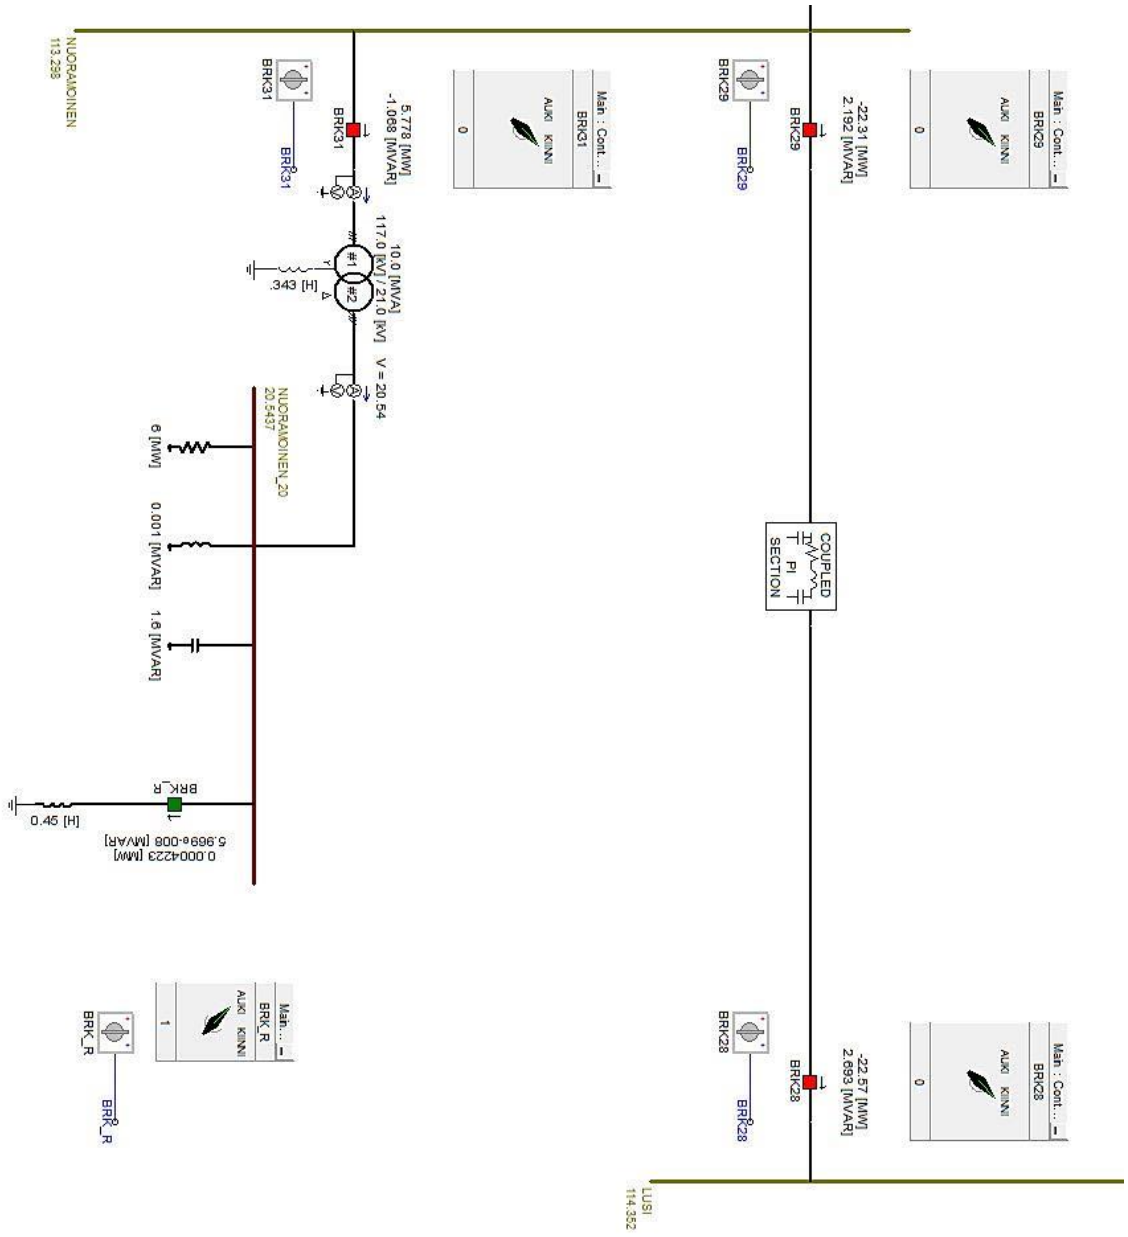 NUORAMOINEN
113.298
BRK31
BRK31
BRK31
5.778 [MW]
-1.068 [MVAR]
Main : Cont...
BRK31
AUKI KIINNI
0
BRK29
BRK29
BRK29
-22.31 [MW]
2.192 [MVAR]
Main : Cont...
BRK29
AUKI KIINNI
0
A
V
#1
#2
Y
Δ
.343 [H]
10.0 [MVA]
117.0 [kV] / 21.0 [kV]
V = 20.54
A
V
NUORAMOINEN_20
20.5437
6 [MW]
0.001 [MVAR]
1.6 [MVAR]
BRK_R
0.0004223 [MW]
5.969e-008 [MVAR]
0.45 [H]
COUPLED
PI
SECTION
Main...
BRK_R
AUKI KIINNI
1
BRK_R
BRK_R
BRK28
BRK28
BRK28
-22.57 [MW]
2.693 [MVAR]
Main : Cont...
BRK28
AUKI KIINNI
0
LUSI
114.352